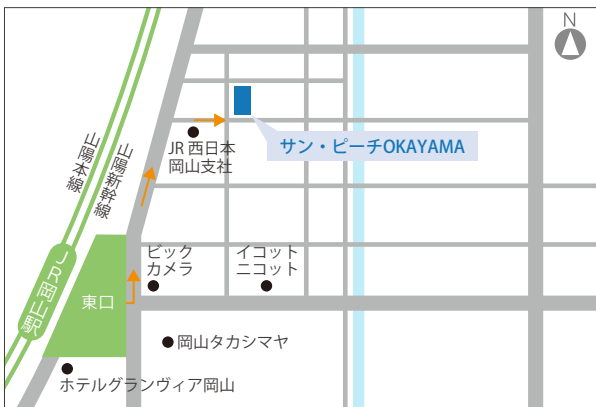 N
サン・ピーチOKAYAMA
JR西日本
岡山支社
山陽本線
山陽新幹線
JR岡山駅
東口
ビック
カメラ
イコット
ニコット
岡山タカシマヤ
ホテルグランヴィア岡山